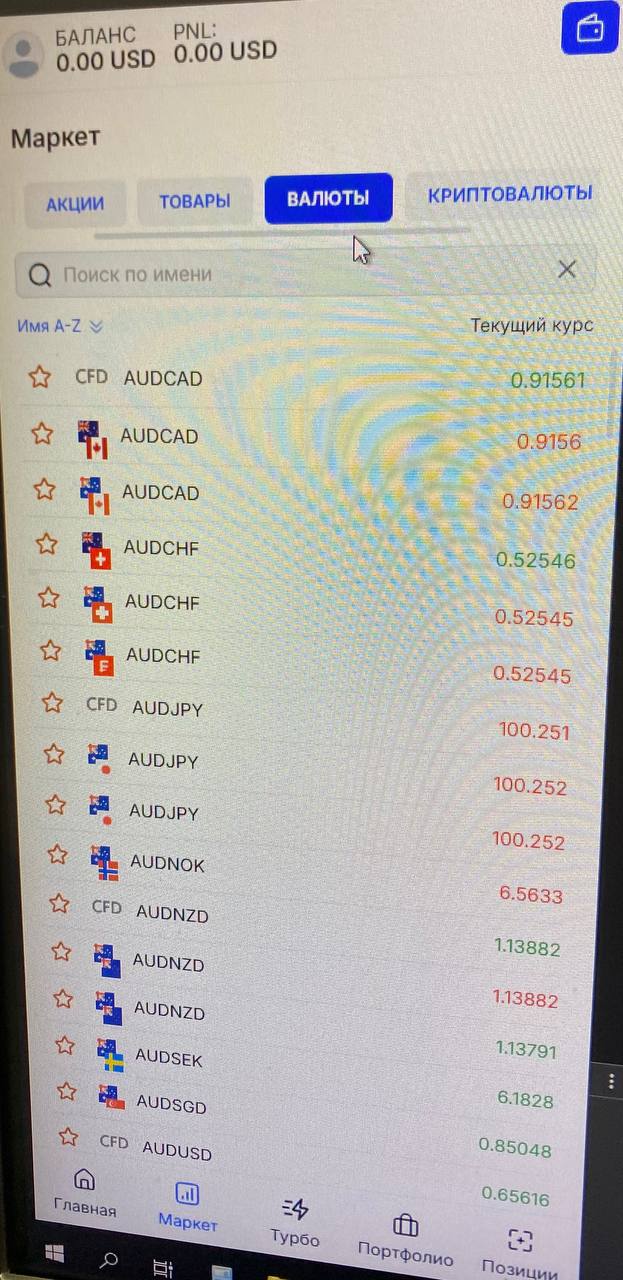 БАЛАНС PNL:
0.00 USD 0.00 USD
Маркет
АКЦИИ ТОВАРЫ ВАЛЮТЫ КРИПТОВАЛЮТЫ
Поиск по имени
Имя A-Z Текущий курс
CFD AUDCAD 0.91561
AUDCAD 0.9156
AUDCAD 0.91562
AUDCHF 0.52546
AUDCHF 0.52545
F AUDCHF 0.52545
CFD AUDJPY 100.251
AUDJPY 100.252
AUDJPY 100.252
AUDNOK 6.5633
CFD AUDNZD 1.13882
AUDNZD 1.13882
AUDNZD 1.13791
AUDSEK 6.1828
AUDSGD 0.85048
CFD AUDUSD 0.65616
Главная Маркет Турбо Портфолио Позиции